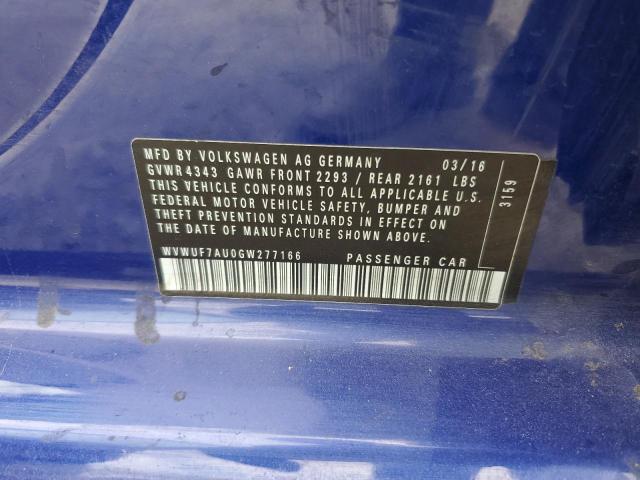 MFD BY VOLKSWAGEN AG GERMANY 03/16
GVWR 4343 GAWR FRONT 2293 / REAR 2161 LBS
THIS VEHICLE CONFORMS TO ALL APPLICABLE U.S.
FEDERAL MOTOR VEHICLE SAFETY, BUMPER AND
THEFT PREVENTION STANDARDS IN EFFECT ON
THE DATE OF MANUFACTURE SHOWN ABOVE.
WVWUF7AU0GW277166 PASSENGER CAR
3159